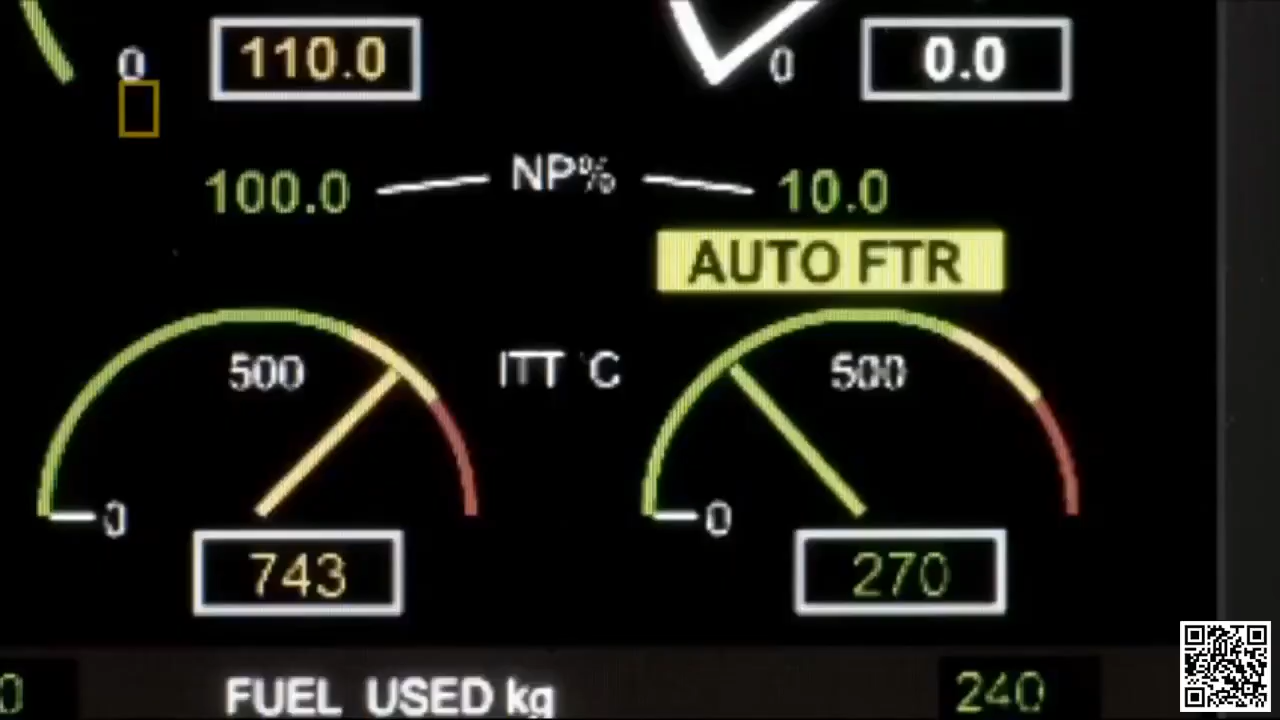 0 110.0 0 0.0
100.0 NP% 10.0
AUTO FTR
500 ITT °C 500
0 0
743 270
0 FUEL USED kg 240